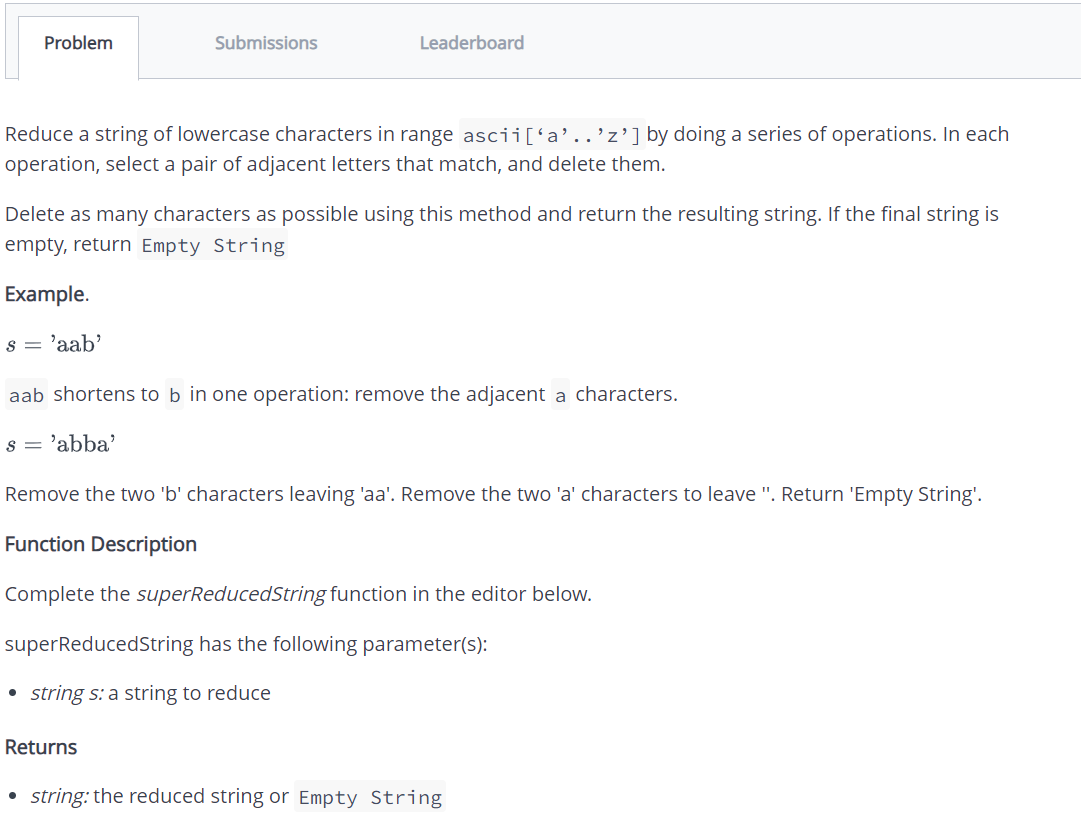 Problem Submissions Leaderboard
Reduce a string of lowercase characters in range ascii[‘a’..’z’] by doing a series of operations. In each
operation, select a pair of adjacent letters that match, and delete them.
Delete as many characters as possible using this method and return the resulting string. If the final string is
empty, return Empty String
Example.
s = ’aab’
aab shortens to b in one operation: remove the adjacent a characters.
s = ’abba’
Remove the two 'b' characters leaving 'aa'. Remove the two 'a' characters to leave ''. Return 'Empty String'.
Function Description
Complete the superReducedString function in the editor below.
superReducedString has the following parameter(s):
• string s: a string to reduce
Returns
• string: the reduced string or Empty String